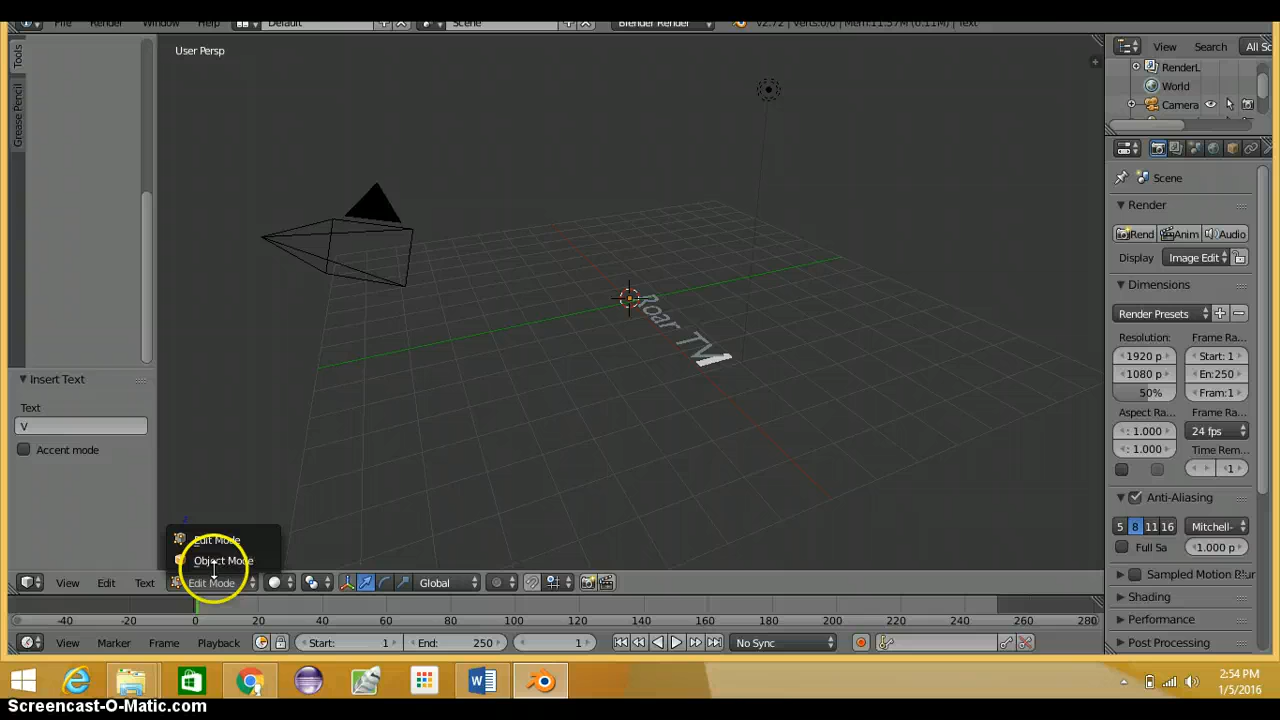 File
Render
Window
Help
Default
Scene
Blender Render
v2.72 | Verts:0/0 | Mem:11.57M (0.11M) | Text
Tools
Grease Pencil
User Persp
View
Search
All Sc
RenderL
World
Camera
Scene
Render
Rend
Anim
Audio
Display
Image Edit
Dimensions
Render Presets
Resolution:
Frame Ra...
1920 p
Start: 1
1080 p
En:250
50%
Fram:1
Aspect Ra...
Frame Ra...
: 1.000
24 fps
: 1.000
Time Rem...
1
Anti-Aliasing
5 8 11 16
Mitchell-
Full Sa
1.000 p
Sampled Motion Blur
Shading
Performance
Post Processing
Roar TV
Insert Text
Text
V
Accent mode
Edit Mode
Object Mode
View
Edit
Text
Edit Mode
Global
-40 -20 0 20 40 60 80 100 120 140 160 180 200 220 240 260 280
View
Marker
Frame
Playback
Start: 1
End: 250
1
No Sync
2:54 PM
1/5/2016
Screencast-O-Matic.com